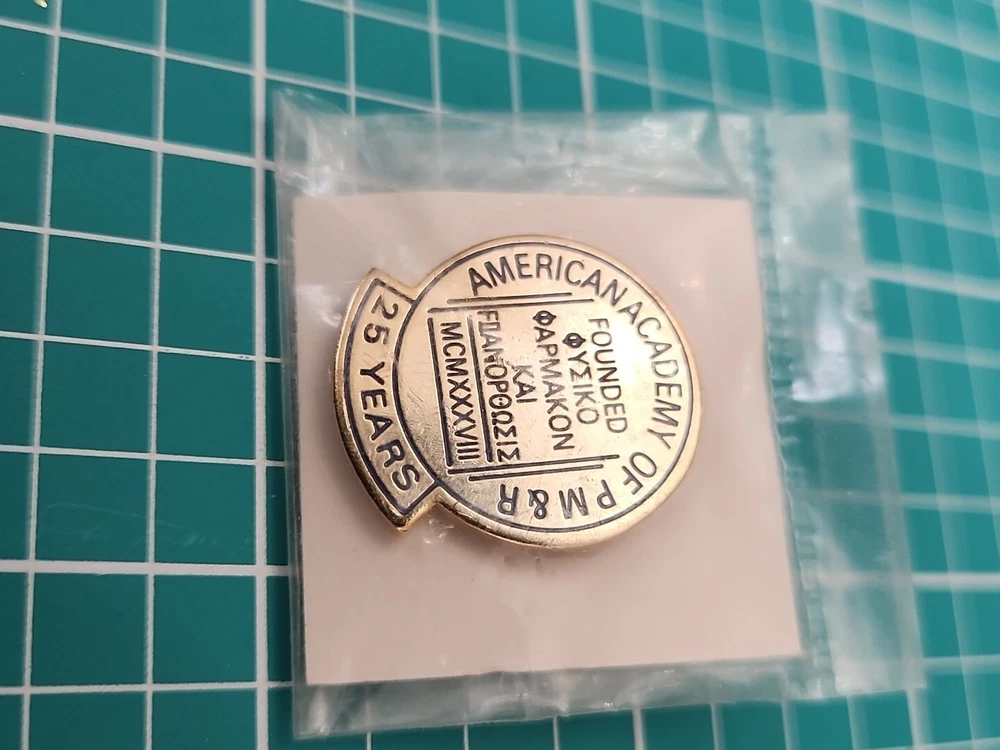 AMERICAN ACADEMY OF PM&R
FOUNDED
ΦΥΣΙΚΟ
ΦΑΡΜΑΚΟΝ
ΚΑΙ
ΕΠΑΝΟΡΘΩΣΙΣ
MCMXXXVIII
25 YEARS